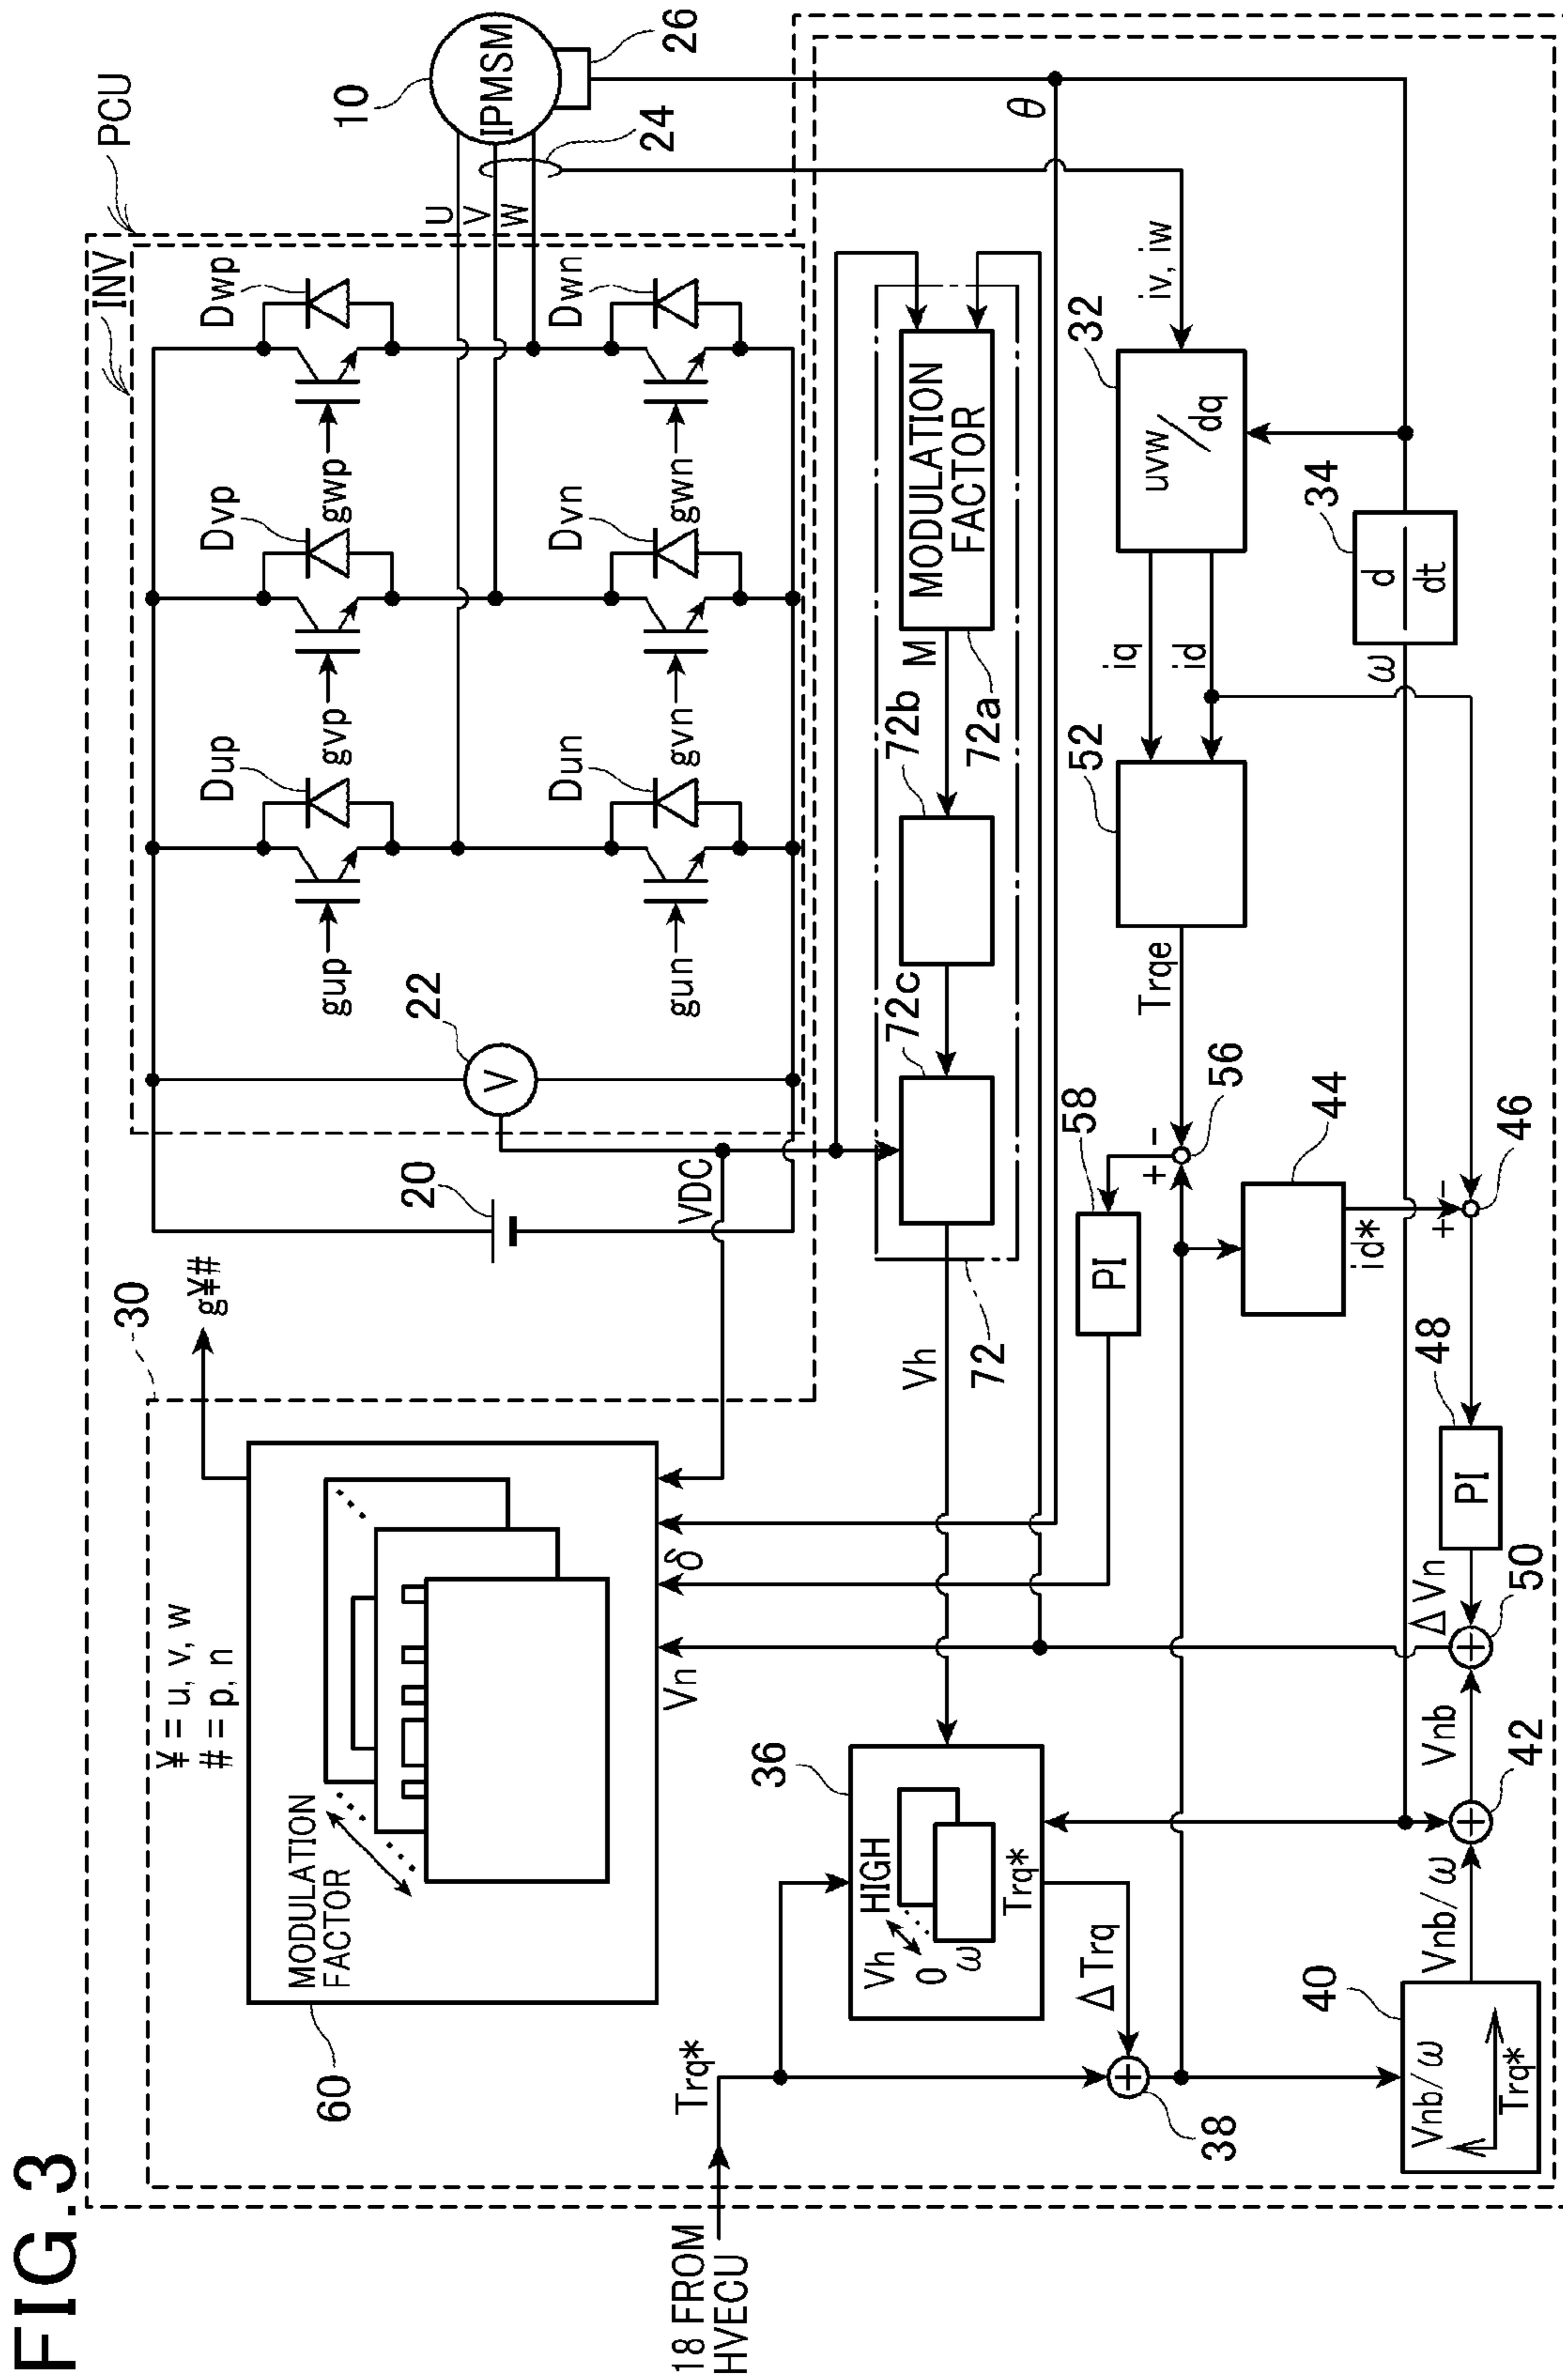 FIG.3
PCU
INV
10
IPMSM
26
24
U
V
W
Dup
Dvp
Dwp
gup
gvp
gwp
Dun
Dvn
Dwn
gun
gvn
gwn
22
V
20
VDC
30
g¥#
¥ = u, v, w
# = p, n
MODULATION
FACTOR
60
Vn
δ
θ
72c
72b
M
MODULATION
FACTOR
72a
72
Vh
36
HIGH
Vh
0
ω
Trq*
18 FROM
HVECU
Trq*
ΔTrq
38
58
PI
+
-
56
Trqe
52
iq
id
32
uvw/dq
iv, iw
44
id*
34
d
dt
ω
40
Vnb/ω
Trq*
Vnb/ω
+
42
Vnb
+
50
ΔVn
48
PI
+
-
46
+